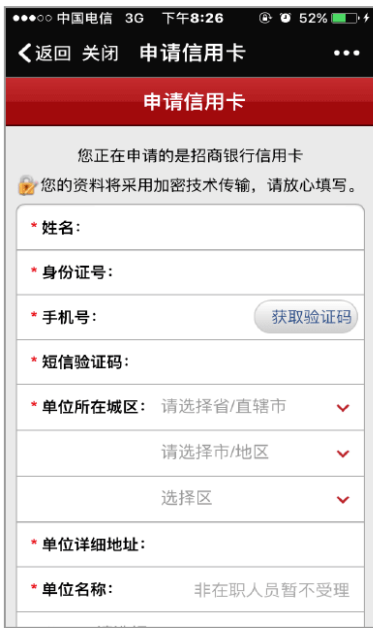 中国电信 3G 下午8:26 52%
返回 关闭 申请信用卡
申请信用卡
您正在申请的是招商银行信用卡
您的资料将采用加密技术传输，请放心填写。
*姓名：
*身份证号：
*手机号： 获取验证码
*短信验证码：
*单位所在城区： 请选择省/直辖市
请选择市/地区
选择区
*单位详细地址：
*单位名称： 非在职人员暂不受理